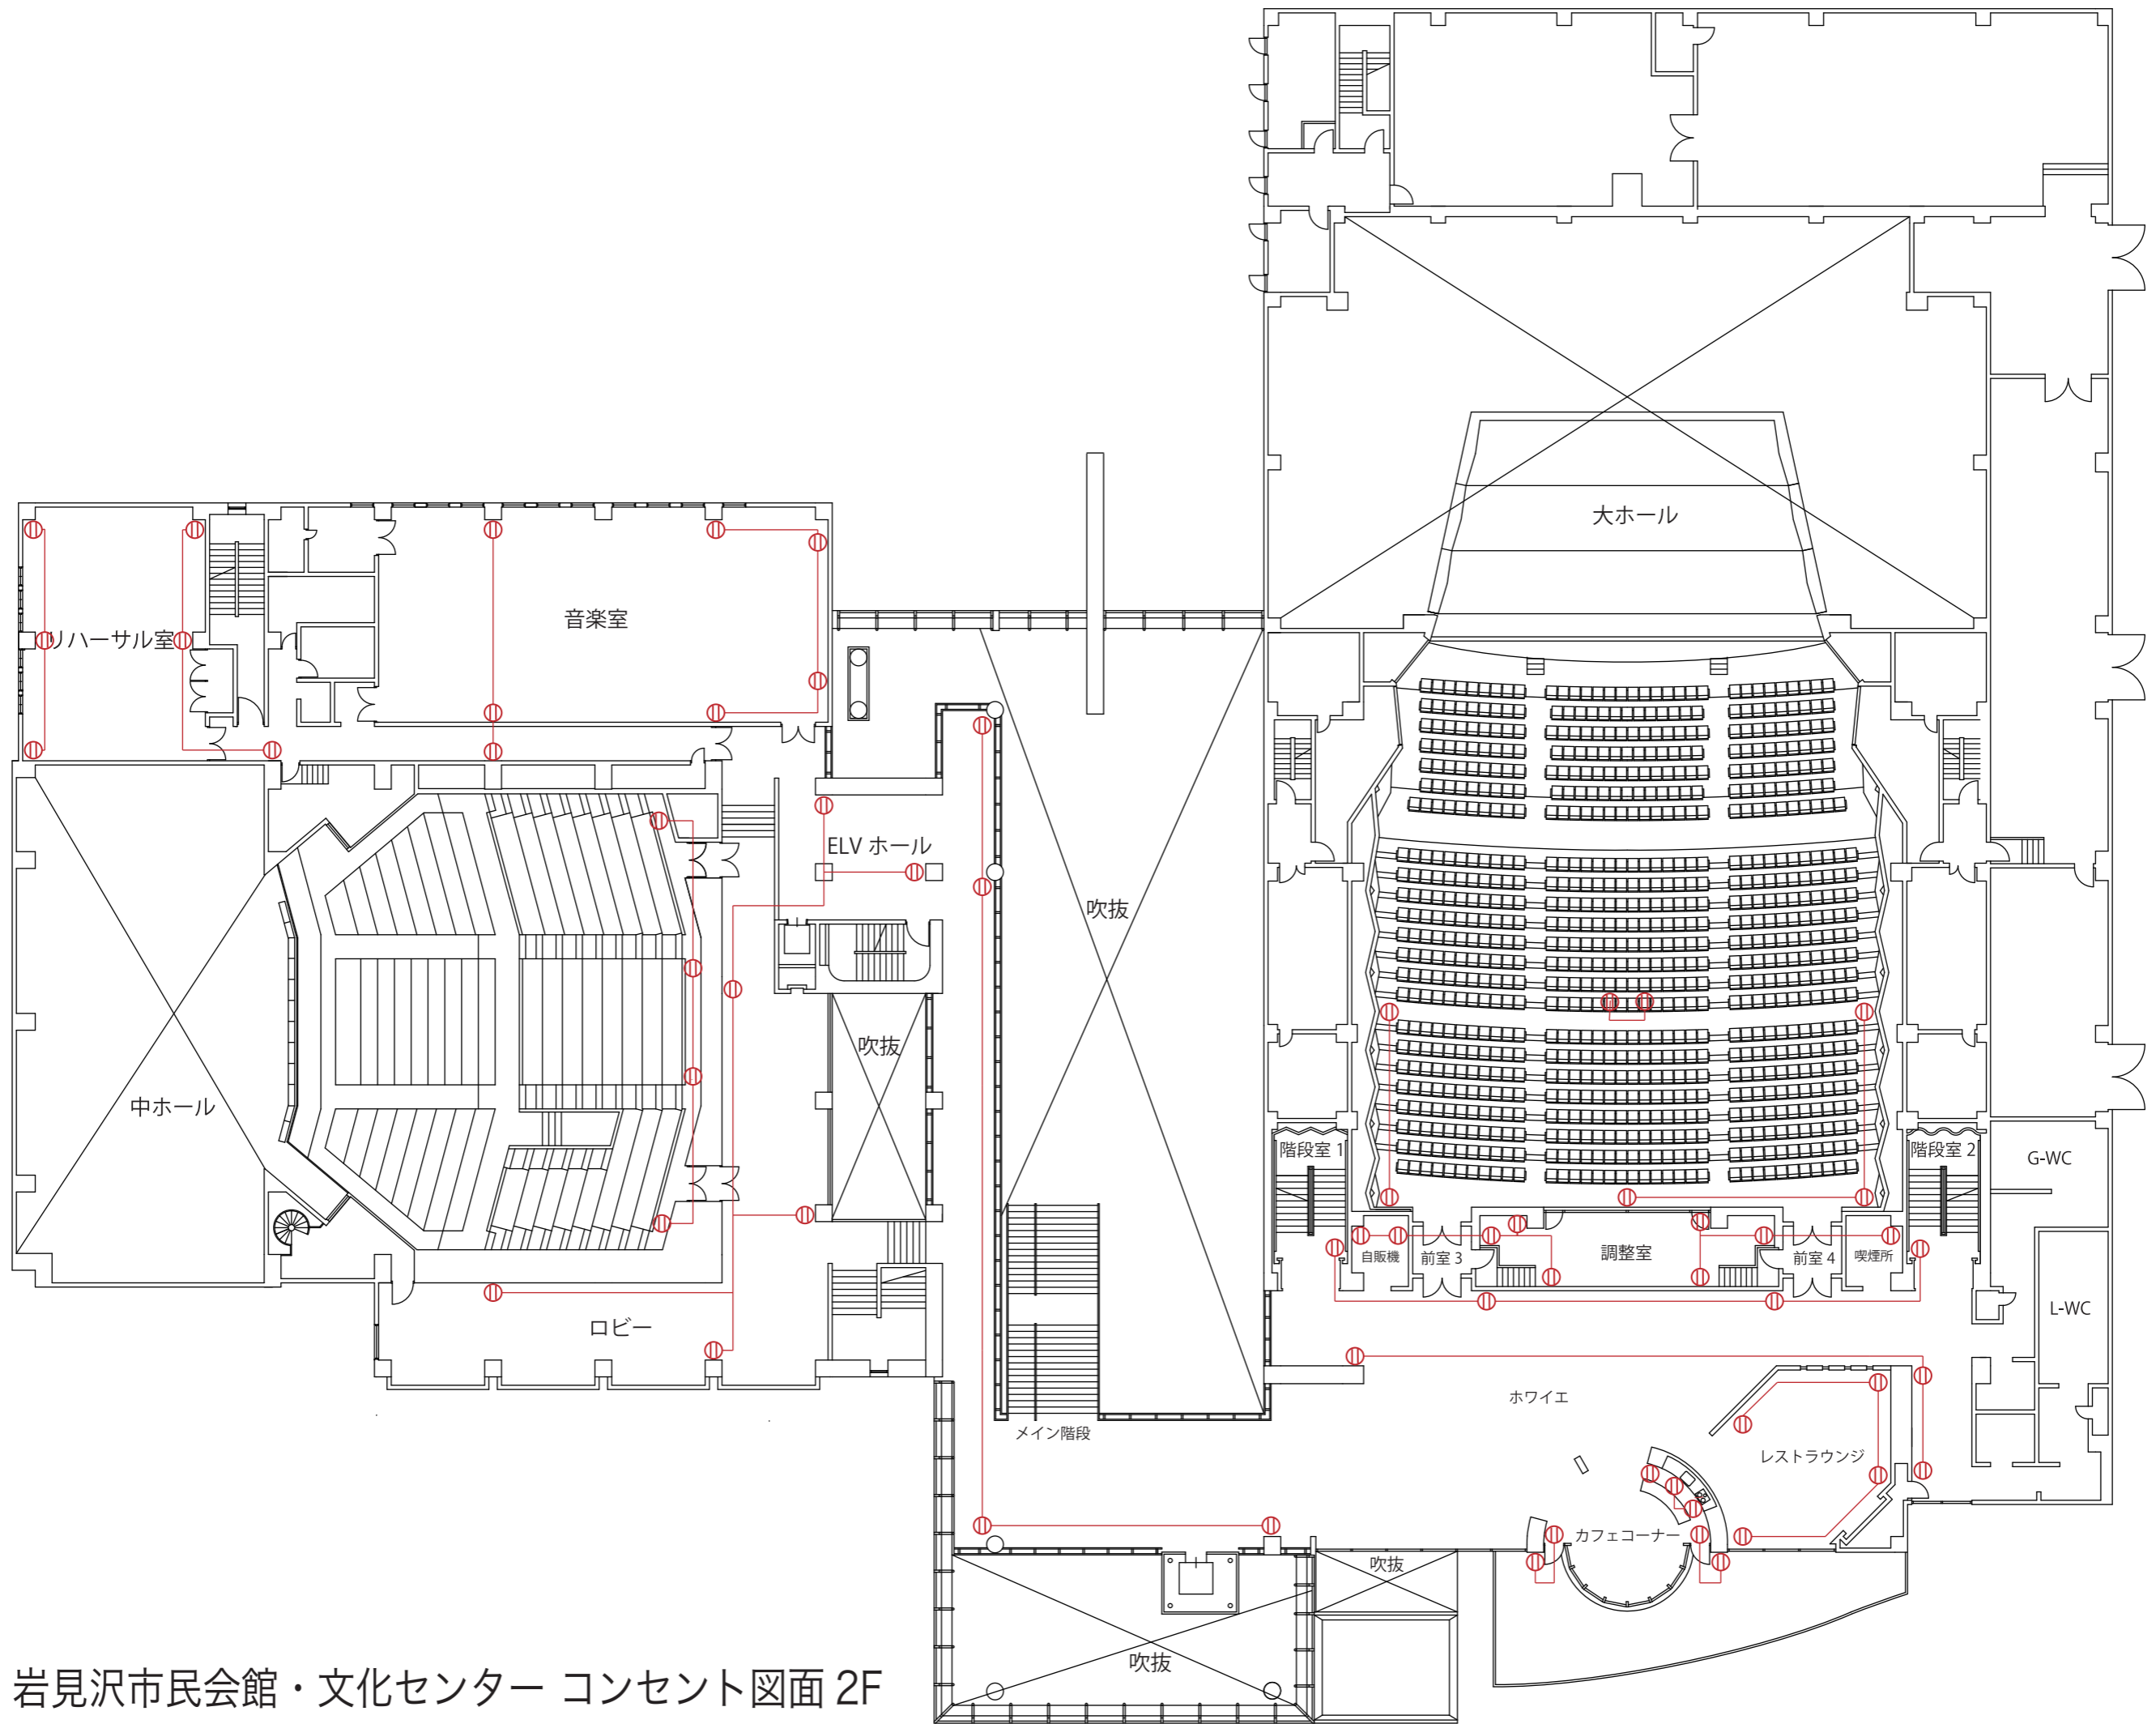 大ホール
音楽室
リハーサル室
ELV ホール
吹抜
吹抜
中ホール
階段室 1
階段室 2
G-WC
自販機
前室 3
調整室
前室 4
喫煙所
L-WC
ロビー
ホワイエ
メイン階段
レストラウンジ
カフェコーナー
吹抜
吹抜
岩見沢市民会館・文化センター コンセント図面 2F